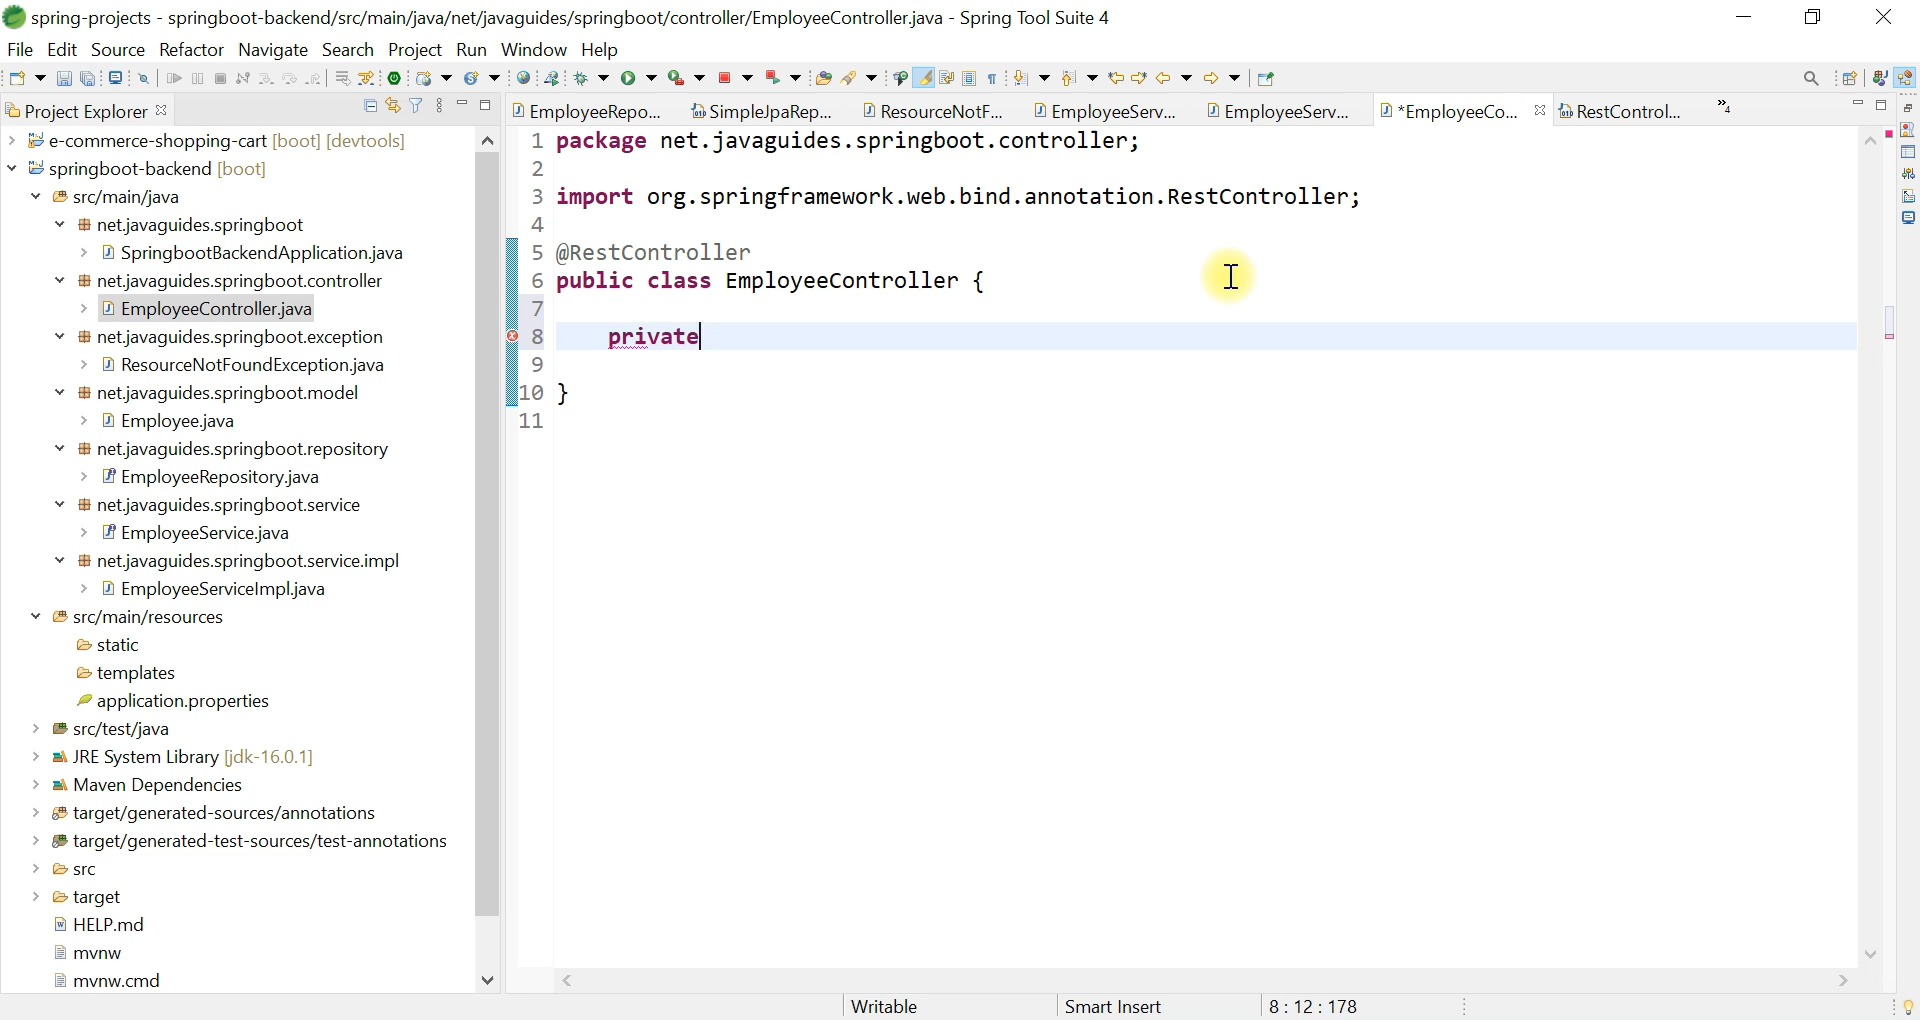 spring-projects - springboot-backend/src/main/java/net/javaguides/springboot/controller/EmployeeController.java - Spring Tool Suite 4
File Edit Source Refactor Navigate Search Project Run Window Help
Project Explorer
e-commerce-shopping-cart [boot] [devtools]
springboot-backend [boot]
src/main/java
net.javaguides.springboot
SpringbootBackendApplication.java
net.javaguides.springboot.controller
EmployeeController.java
net.javaguides.springboot.exception
ResourceNotFoundException.java
net.javaguides.springboot.model
Employee.java
net.javaguides.springboot.repository
EmployeeRepository.java
net.javaguides.springboot.service
EmployeeService.java
net.javaguides.springboot.service.impl
EmployeeServiceImpl.java
src/main/resources
static
templates
application.properties
src/test/java
JRE System Library [jdk-16.0.1]
Maven Dependencies
target/generated-sources/annotations
target/generated-test-sources/test-annotations
src
target
HELP.md
mvnw
mvnw.cmd
EmployeeRepo... SimpleJpaRep... ResourceNotF... EmployeeServ... EmployeeServ... *EmployeeCo... RestControl... »4
1 package net.javaguides.springboot.controller;
2
3 import org.springframework.web.bind.annotation.RestController;
4
5 @RestController
6 public class EmployeeController {
7
8 private
9
10 }
11
Writable Smart Insert 8 : 12 : 178